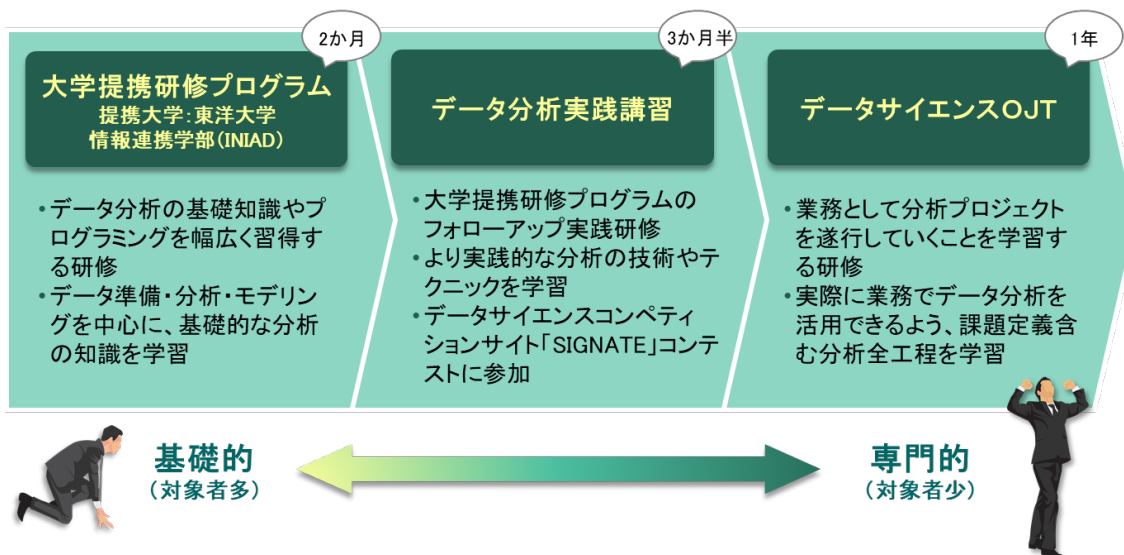 2か月
大学提携研修プログラム
提携大学:東洋大学
情報連携学部(INIAD)
・データ分析の基礎知識やプ
ログラミングを幅広く習得す
る研修
・データ準備・分析・モデリン
グを中心に、基礎的な分析
の知識を学習
3か月半
データ分析実践講習
・大学提携研修プログラムの
フォローアップ実践研修
・より実践的な分析の技術やテ
クニックを学習
・データサイエンスコンペティ
ションサイト「SIGNATE」コンテ
ストに参加
1年
データサイエンスOJT
・業務として分析プロジェクト
を遂行していくことを学習す
る研修
・実際に業務でデータ分析を
活用できるよう、課題定義含
む分析全工程を学習
基礎的
(対象者多)
専門的
(対象者少)